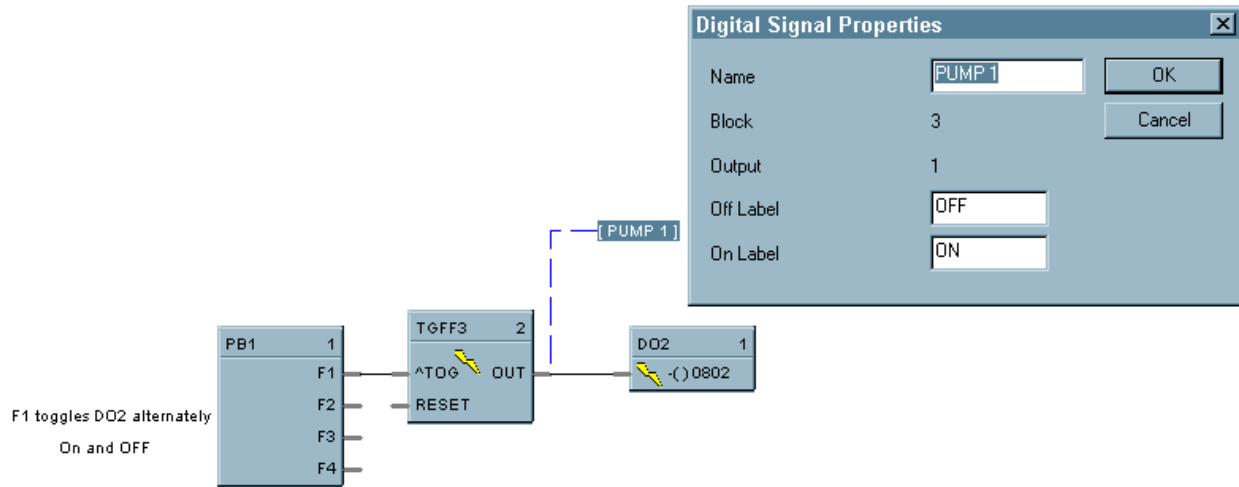 Digital Signal Properties
Name PUMP 1 OK
Block 3 Cancel
Output 1
Off Label OFF
On Label ON
[ PUMP 1 ]
PB1 1
F1
F2
F3
F4
TGFF3 2
^TOG OUT
RESET
DO2 1
-( )0802
F1 toggles DO2 alternately
On and OFF